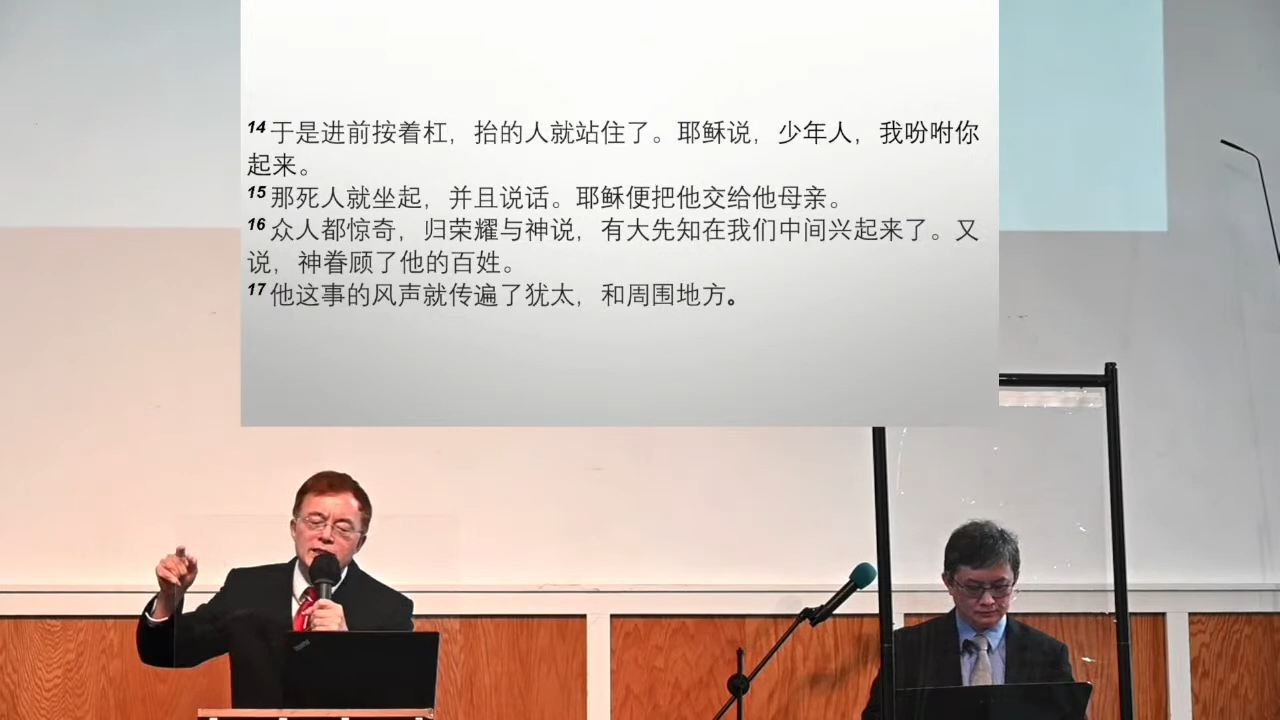 14 于是进前按着杠，抬的人就站住了。耶稣说，少年人，我吩咐你
起来。
15 那死人就坐起，并且说话。耶稣便把他交给他母亲。
16 众人都惊奇，归荣耀与神说，有大先知在我们中间兴起来了。又
说，神眷顾了他的百姓。
17 他这事的风声就传遍了犹太，和周围地方。